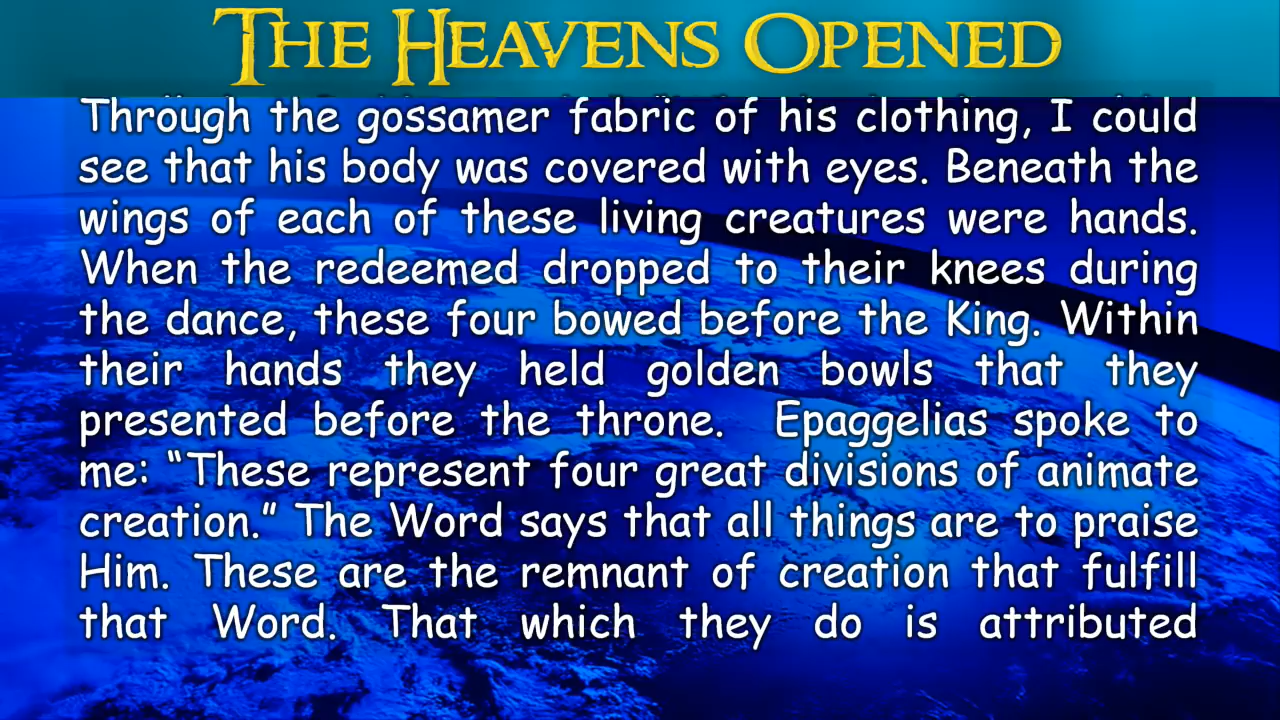 THE HEAVENS OPENED
Through the gossamer fabric of his clothing, I could
see that his body was covered with eyes. Beneath the
wings of each of these living creatures were hands.
When the redeemed dropped to their knees during
the dance, these four bowed before the King. Within
their hands they held golden bowls that they
presented before the throne.  Epaggelias spoke to
me: “These represent four great divisions of animate
creation.” The Word says that all things are to praise
Him. These are the remnant of creation that fulfill
that Word. That which they do is attributed